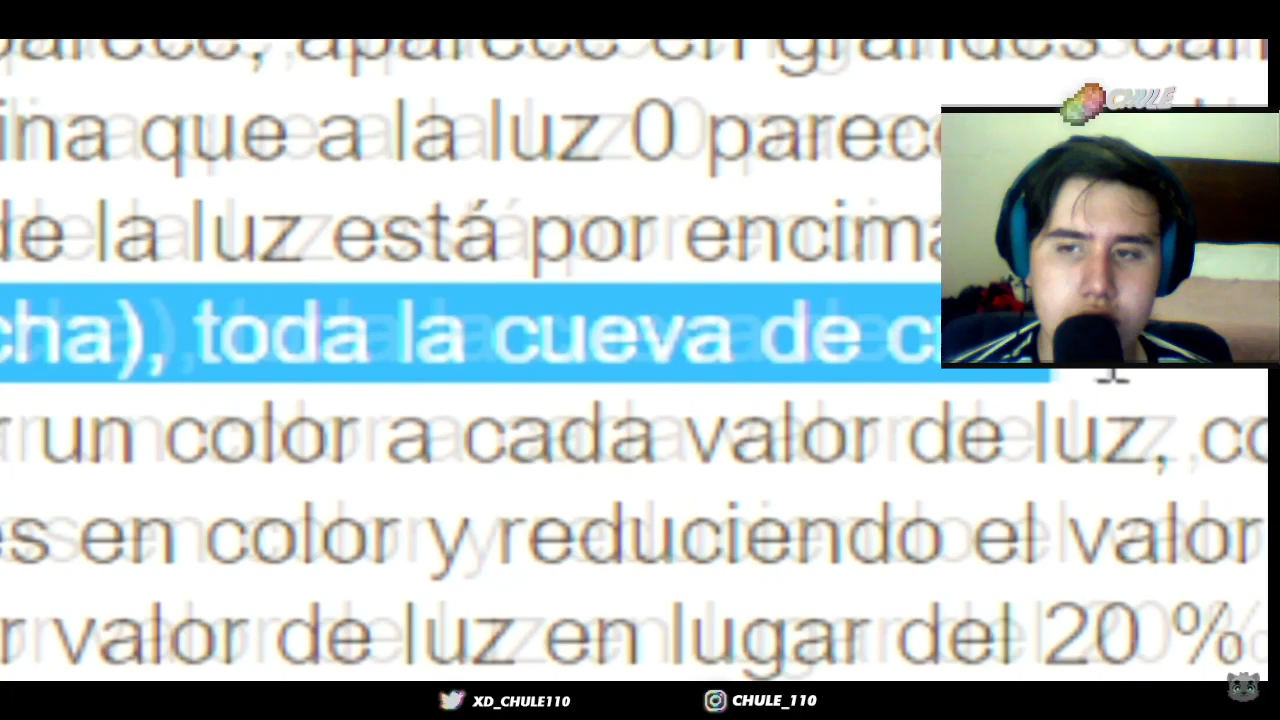 parece, aparece en grandes can
ina que a la luz 0 parec
de la luz está por encima
cha), toda la cueva de c
r un color a cada valor de luz, co
es en color y reduciendo el valor
r valor de luz en lugar del 20 %
CHULE
XD_CHULE110
CHULE_110